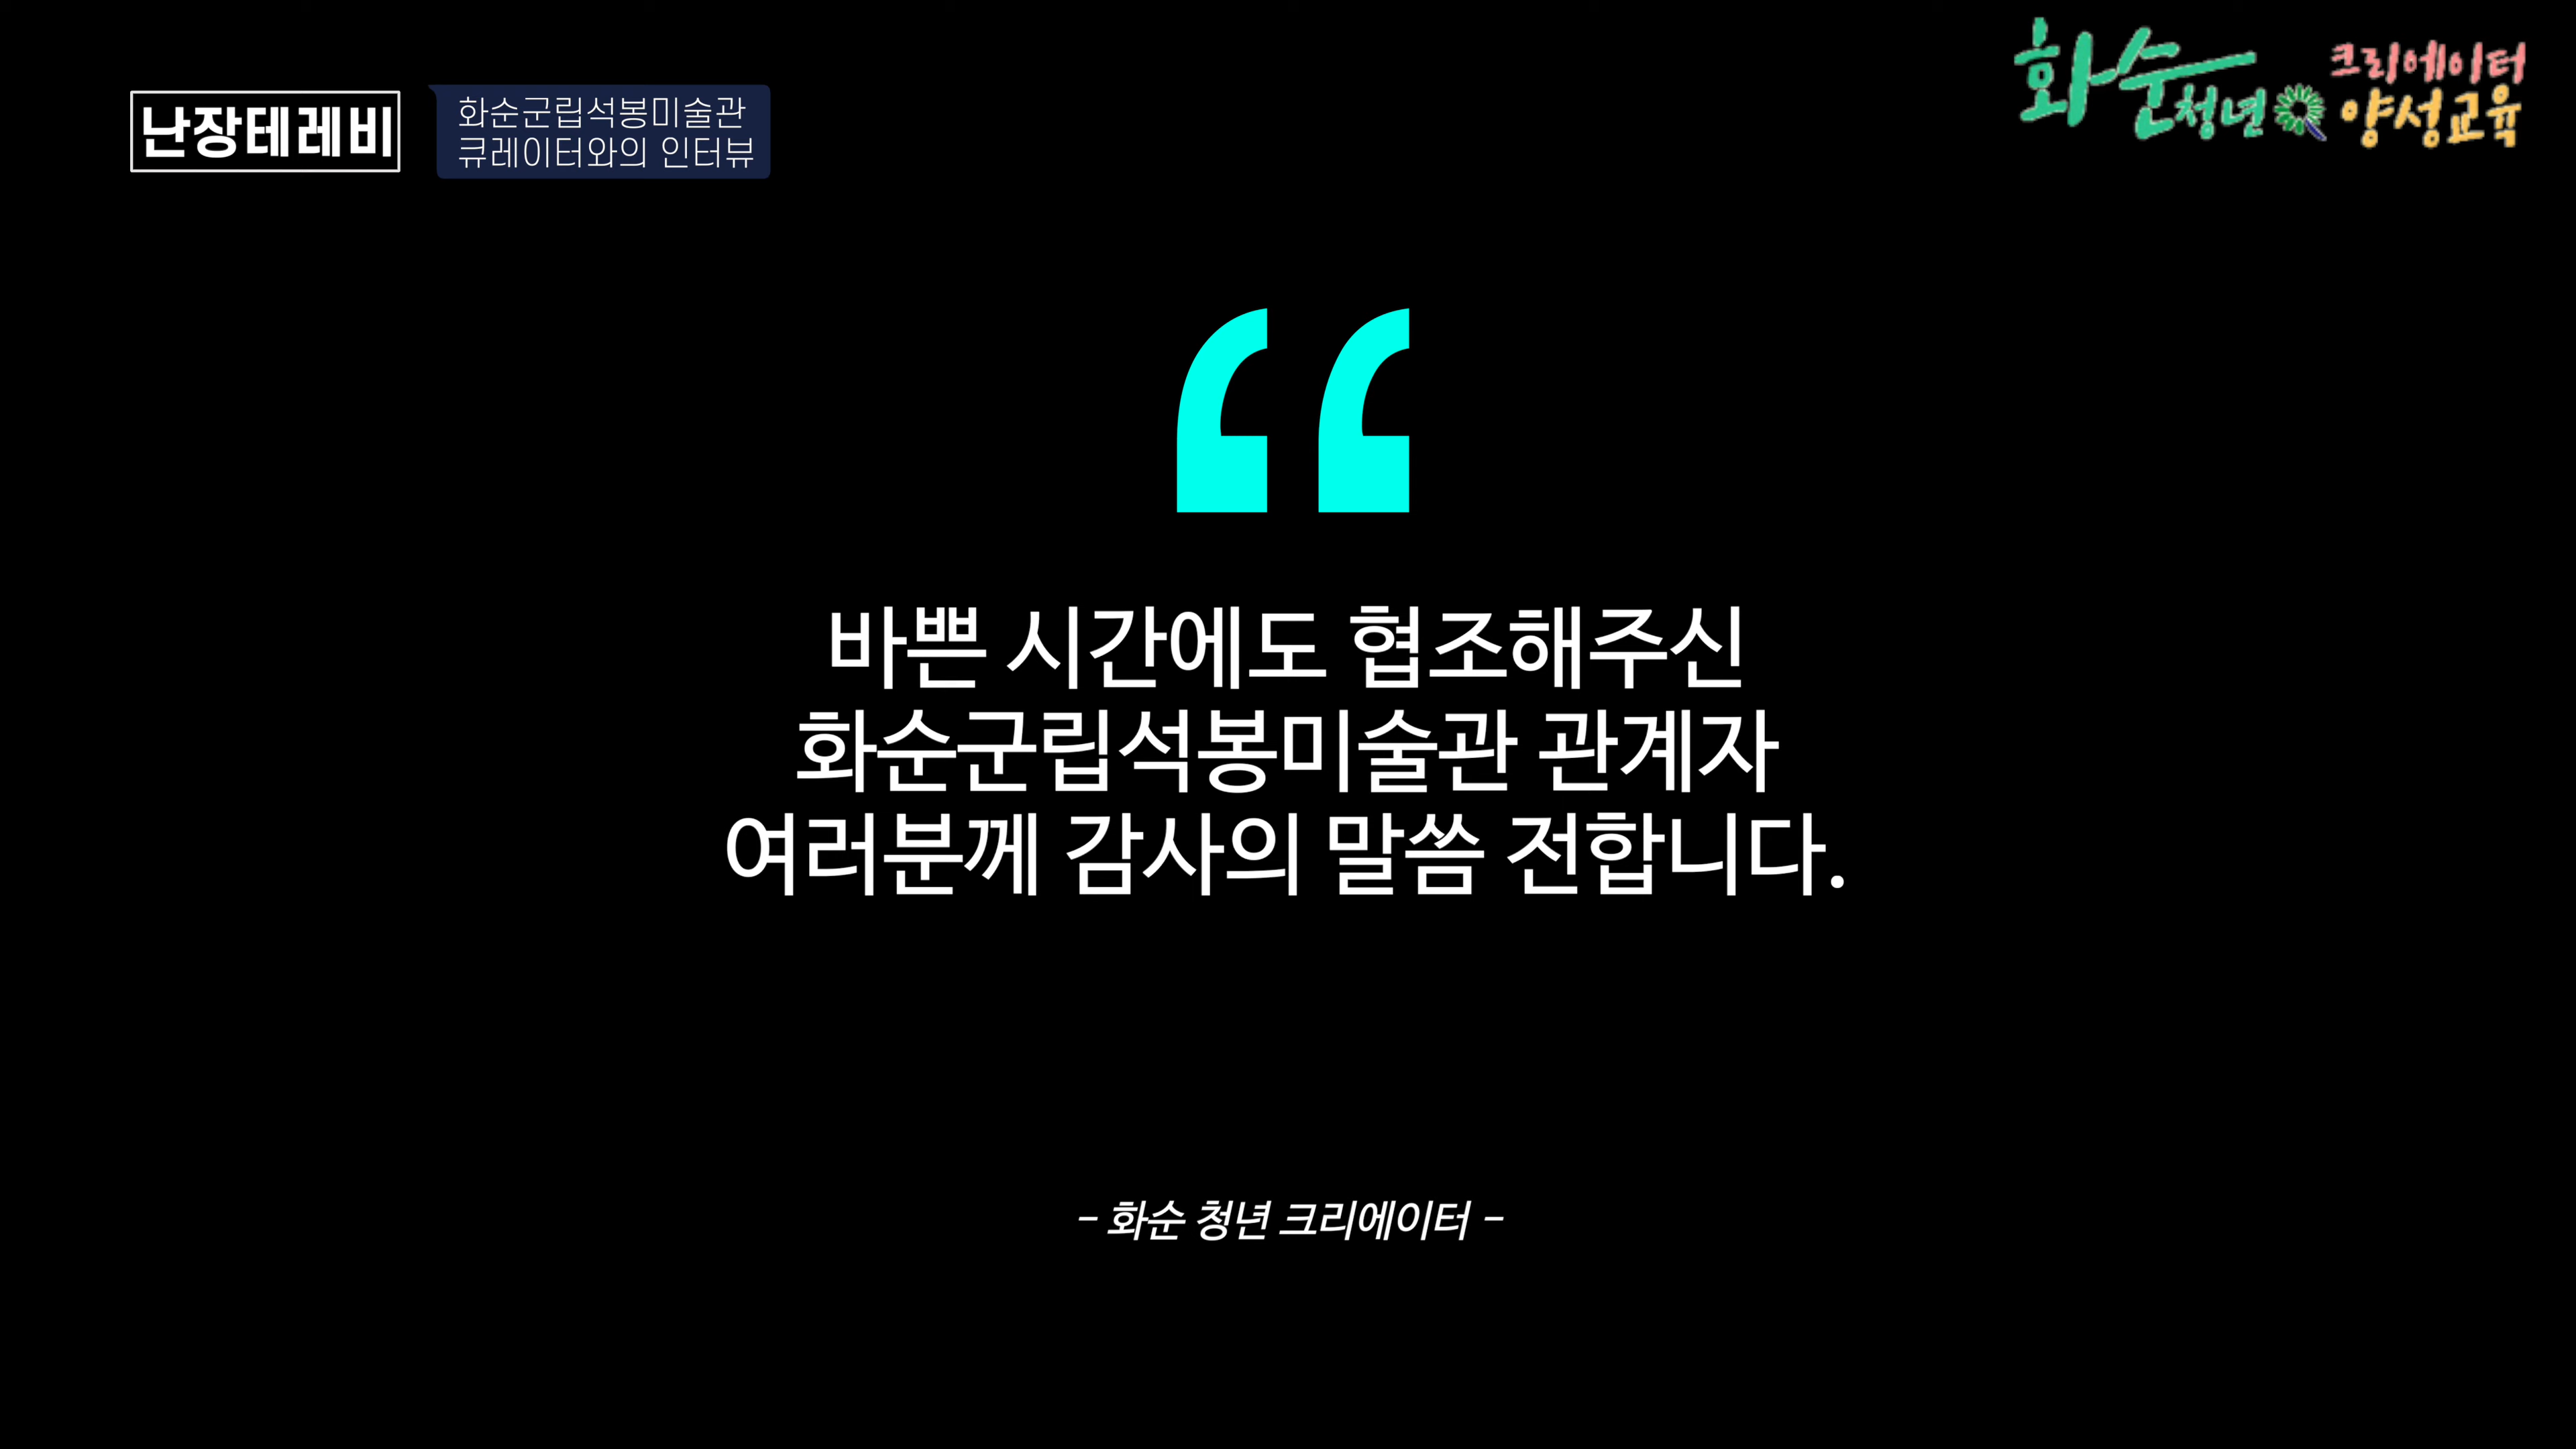 난장테레비
화순군립석봉미술관
큐레이터와의 인터뷰
화순청년
크리에이터
양성교육
바쁜 시간에도 협조해주신
화순군립석봉미술관 관계자
여러분께 감사의 말씀 전합니다.
- 화순 청년 크리에이터 -